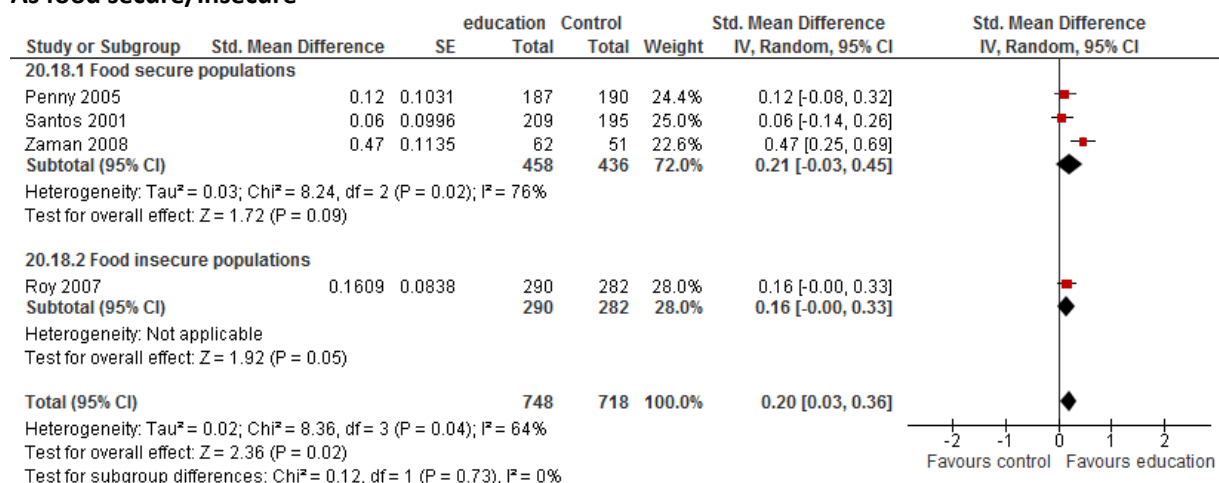 As food secure/insecure
education Control Std. Mean Difference Std. Mean Difference
Study or Subgroup Std. Mean Difference SE Total Total Weight IV, Random, 95% CI IV, Random, 95% CI
20.18.1 Food secure populations
Penny 2005 0.12 0.1031 187 190 24.4% 0.12 [-0.08, 0.32]
Santos 2001 0.06 0.0996 209 195 25.0% 0.06 [-0.14, 0.26]
Zaman 2008 0.47 0.1135 62 51 22.6% 0.47 [0.25, 0.69]
Subtotal (95% CI) 458 436 72.0% 0.21 [-0.03, 0.45]
Heterogeneity: Tau² = 0.03; Chi² = 8.24, df = 2 (P = 0.02); I² = 76%
Test for overall effect: Z = 1.72 (P = 0.09)
20.18.2 Food insecure populations
Roy 2007 0.1609 0.0838 290 282 28.0% 0.16 [-0.00, 0.33]
Subtotal (95% CI) 290 282 28.0% 0.16 [-0.00, 0.33]
Heterogeneity: Not applicable
Test for overall effect: Z = 1.92 (P = 0.05)
Total (95% CI) 748 718 100.0% 0.20 [0.03, 0.36]
Heterogeneity: Tau² = 0.02; Chi² = 8.36, df = 3 (P = 0.04); I² = 64%
Test for overall effect: Z = 2.36 (P = 0.02)
Test for subgroup differences: Chi² = 0.12, df = 1 (P = 0.73), I² = 0%
-2 -1 0 1 2
Favours control Favours education